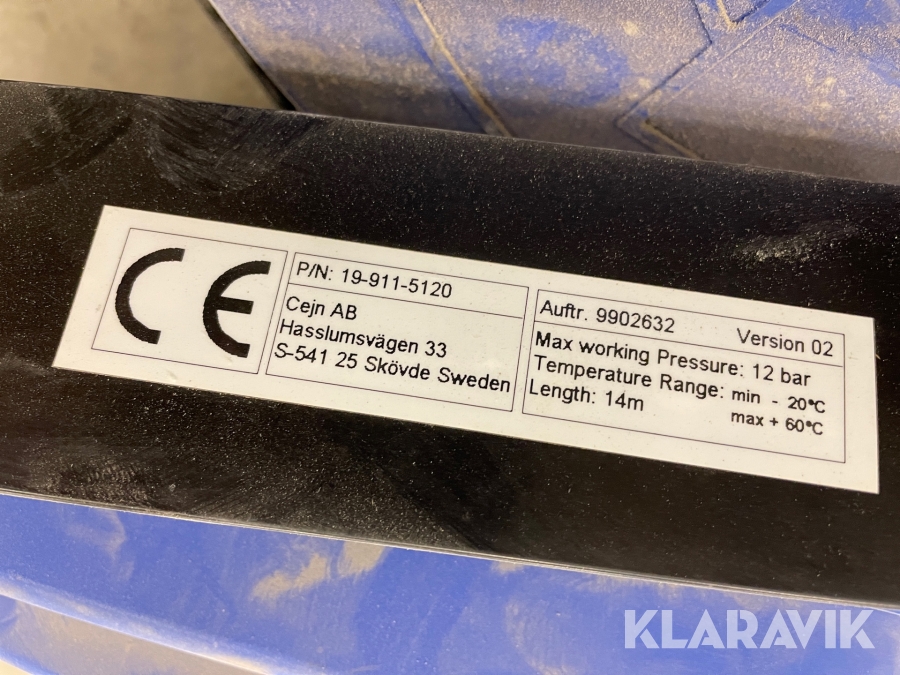 CE
P/N: 19-911-5120
Cejn AB
Hasslumsvägen 33
S-541 25 Skövde Sweden
Auftr. 9902632 Version 02
Max working Pressure: 12 bar
Temperature Range: min - 20°C
max + 60°C
Length: 14m
KLARAVIK